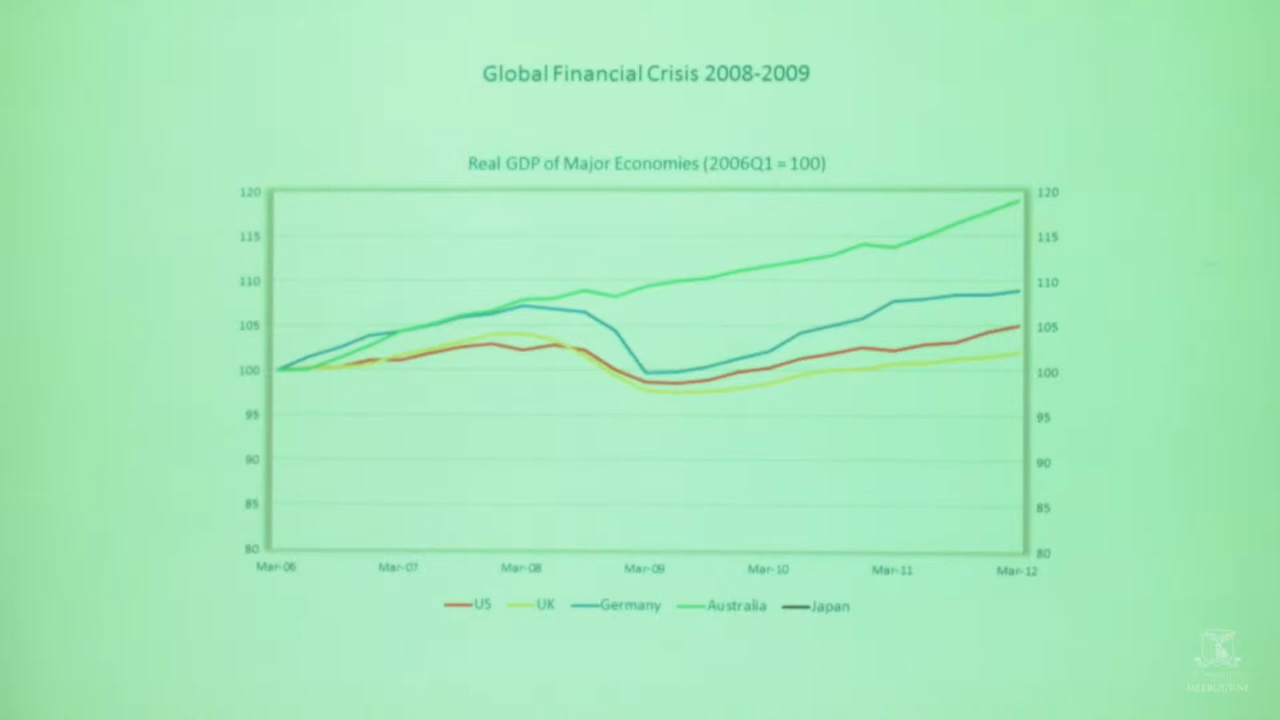 Global Financial Crisis 2008-2009
Real GDP of Major Economies (2006Q1 = 100)
120 120
115 115
110 110
105 105
100 100
95 95
90 90
85 85
80 80
Mar-06 Mar-07 Mar-08 Mar-09 Mar-10 Mar-11 Mar-12
US UK Germany Australia Japan
MELBOURNE